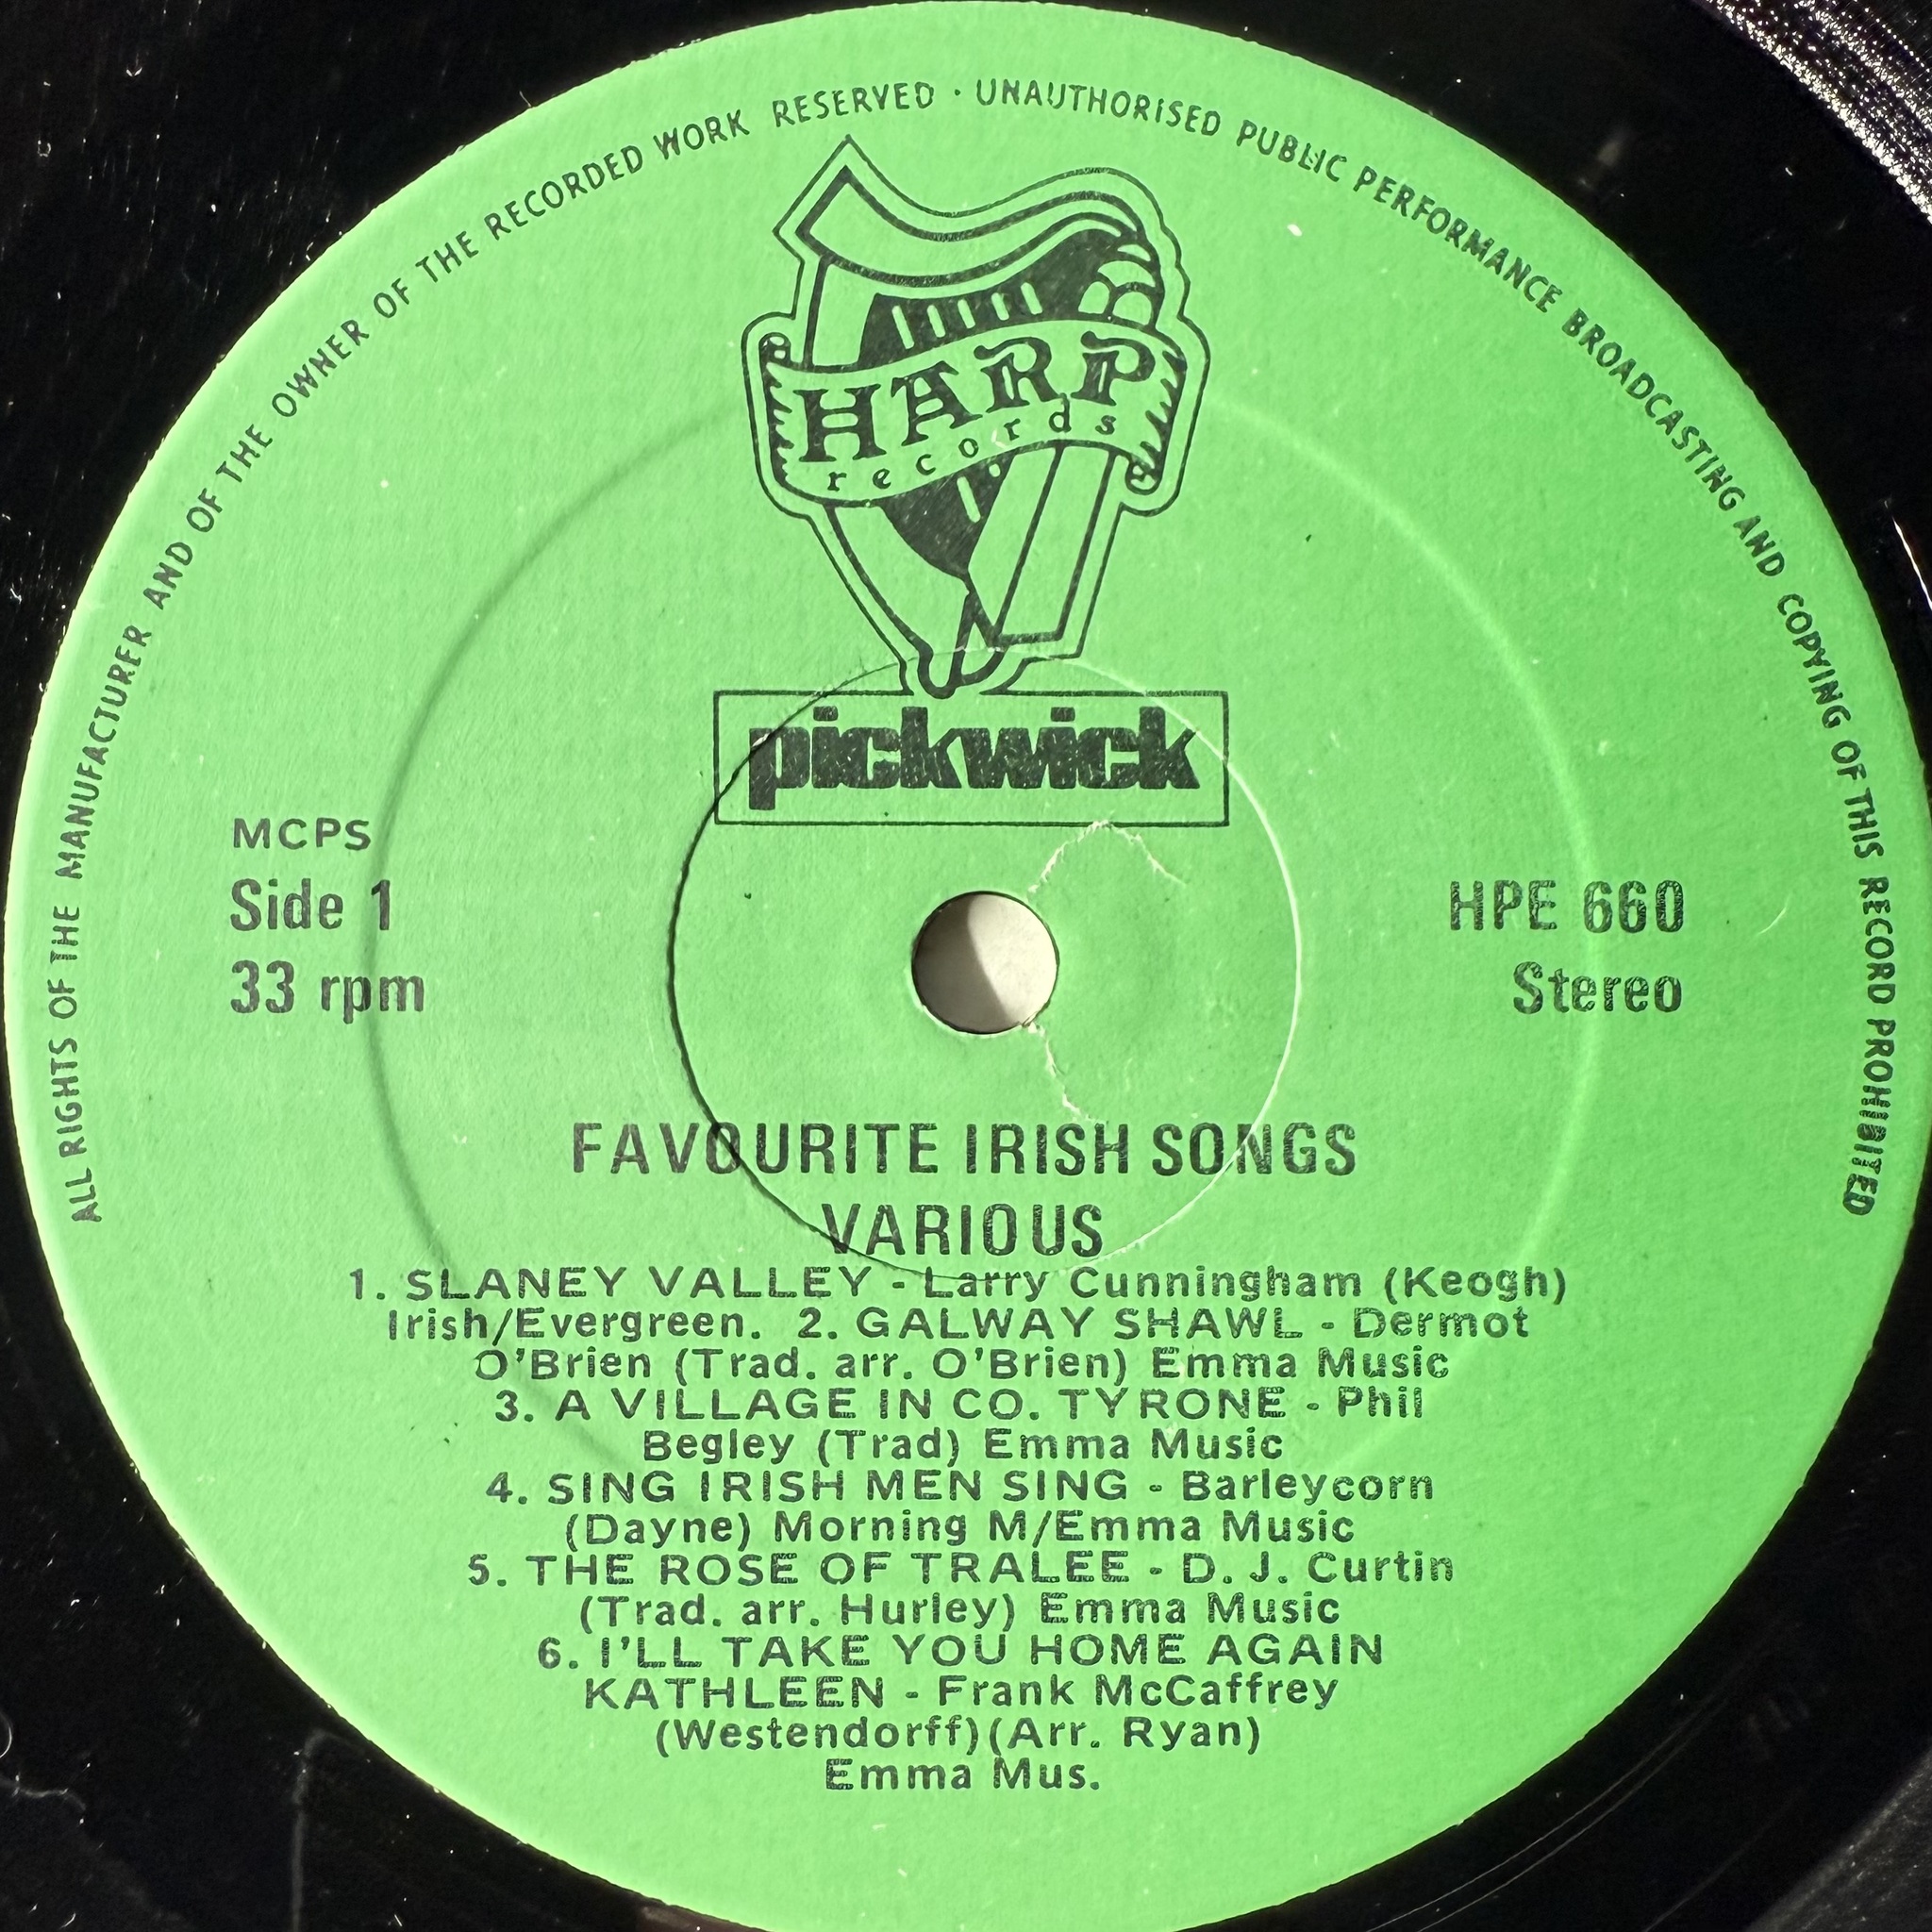 ALL RIGHTS OF THE MANUFACTURER AND OF THE OWNER OF THE RECORDED WORK RESERVED · UNAUTHORISED PUBLIC PERFORMANCE BROADCASTING AND COPYING OF THIS RECORD PROHIBITED
HARP
records
pickwick
MCPS
Side 1
33 rpm
HPE 660
Stereo
FAVOURITE IRISH SONGS
VARIOUS
1. SLANEY VALLEY - Larry Cunningham (Keogh)
Irish/Evergreen. 2. GALWAY SHAWL - Dermot
O'Brien (Trad. arr. O'Brien) Emma Music
3. A VILLAGE IN CO. TYRONE - Phil
Begley (Trad) Emma Music
4. SING IRISH MEN SING - Barleycorn
(Dayne) Morning M/Emma Music
5. THE ROSE OF TRALEE - D. J. Curtin
(Trad. arr. Hurley) Emma Music
6. I'LL TAKE YOU HOME AGAIN
KATHLEEN - Frank McCaffrey
(Westendorff)(Arr. Ryan)
Emma Mus.